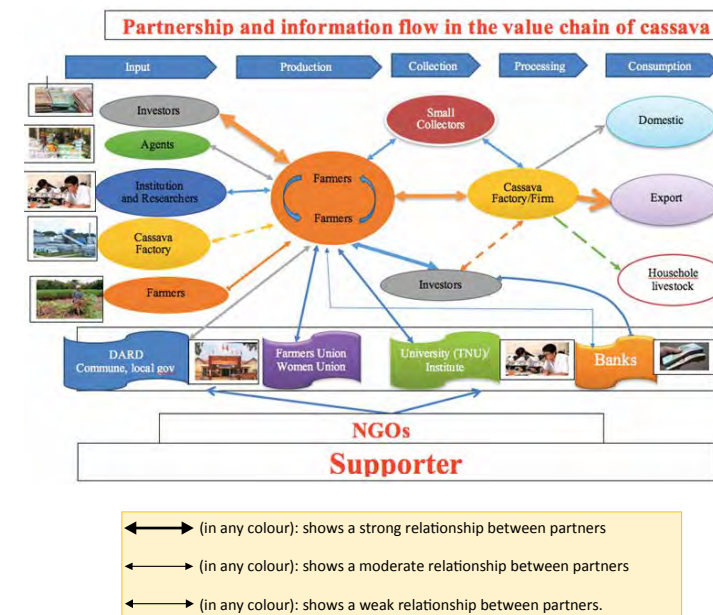 Partnership and information flow in the value chain of cassava
Input
Production
Collection
Processing
Consumption
Investors
Agents
Institution
and Researchers
Cassava
Factory
Farmers
Farmers
Farmers
Small
Collectors
Cassava
Factory/Firm
Investors
Domestic
Export
Househole
livestock
DARD
Commune, local gov
Farmers Union
Women Union
University (TNU)/
Institute
Banks
NGOs
Supporter
(in any colour): shows a strong relationship between partners
(in any colour): shows a moderate relationship between partners
(in any colour): shows a weak relationship between partners.